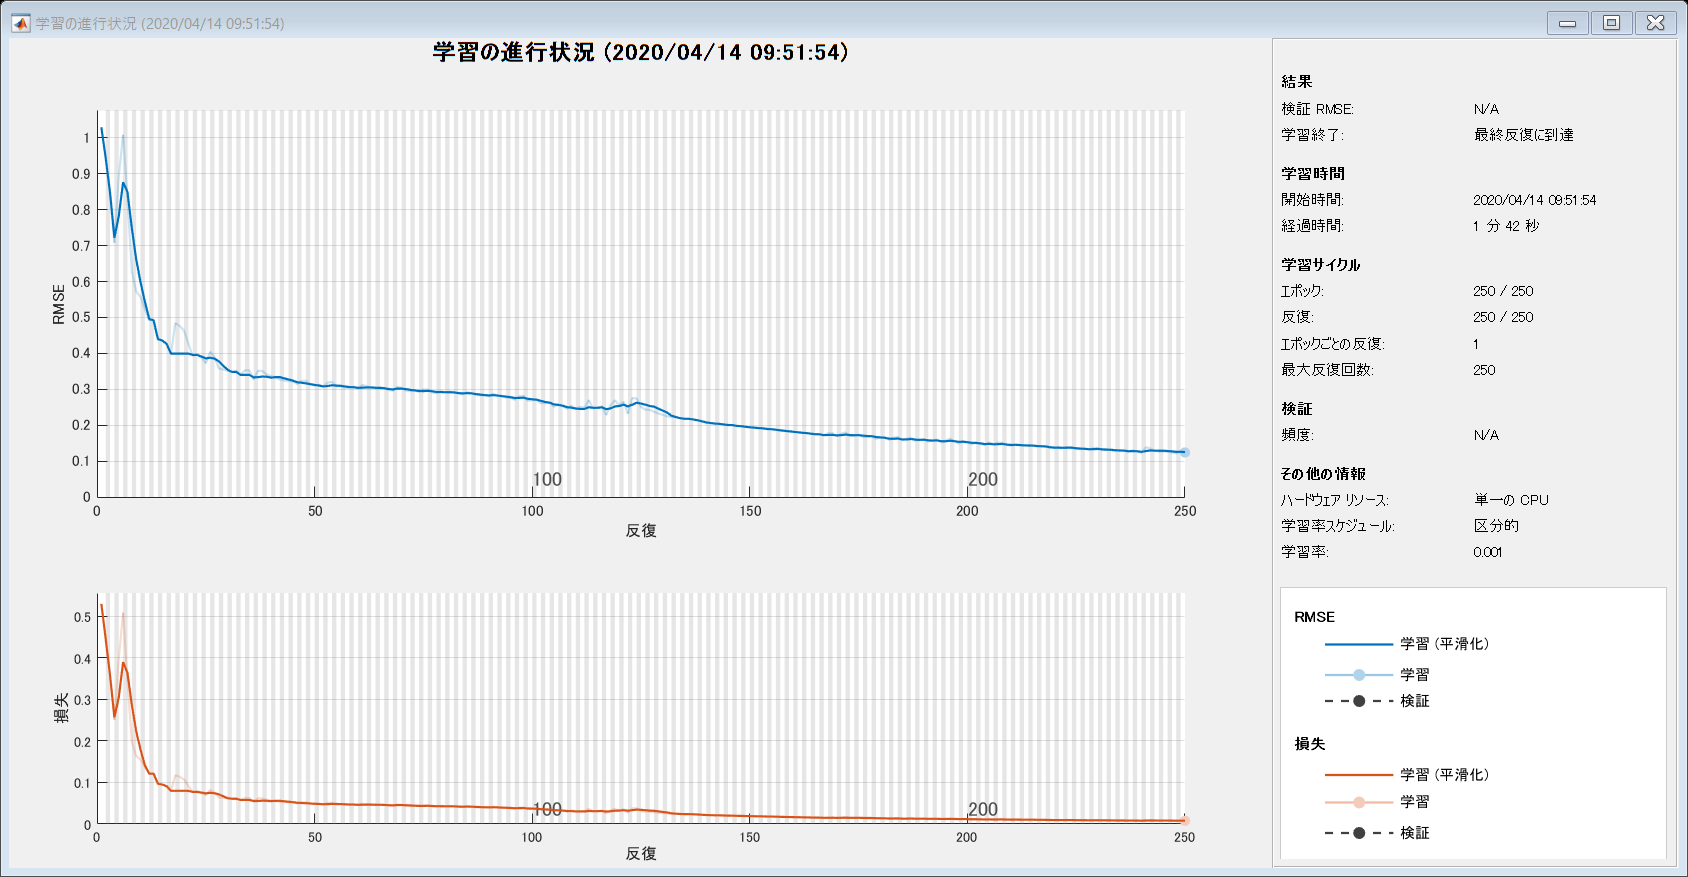 学習の進行状況 (2020/04/14 09:51:54)
学習の進行状況 (2020/04/14 09:51:54)
1
0.9
0.8
0.7
0.6
0.5
0.4
0.3
0.2
0.1
0
RMSE
100
200
0
50
100
150
200
250
反復
0.5
0.4
0.3
0.2
0.1
0
損失
100
200
0
50
100
150
200
250
反復
結果
検証 RMSE: N/A
学習終了: 最終反復に到達
学習時間
開始時間: 2020/04/14 09:51:54
経過時間: 1 分 42 秒
学習サイクル
エポック: 250 / 250
反復: 250 / 250
エポックごとの反復: 1
最大反復回数: 250
検証
頻度: N/A
その他の情報
ハードウェア リソース: 単一の CPU
学習率スケジュール: 区分的
学習率: 0.001
RMSE
学習 (平滑化)
学習
検証
損失
学習 (平滑化)
学習
検証